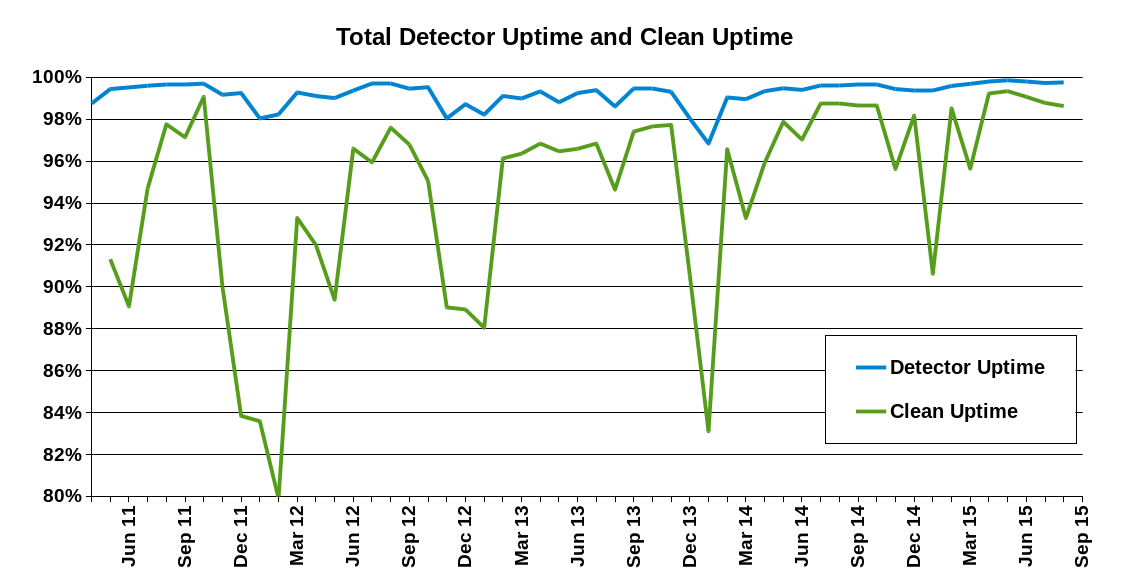 Total Detector Uptime and Clean Uptime
100%
98%
96%
94%
92%
90%
88%
86%
84%
82%
80%
Detector Uptime
Clean Uptime
Jun 11
Sep 11
Dec 11
Mar 12
Jun 12
Sep 12
Dec 12
Mar 13
Jun 13
Sep 13
Dec 13
Mar 14
Jun 14
Sep 14
Dec 14
Mar 15
Jun 15
Sep 15